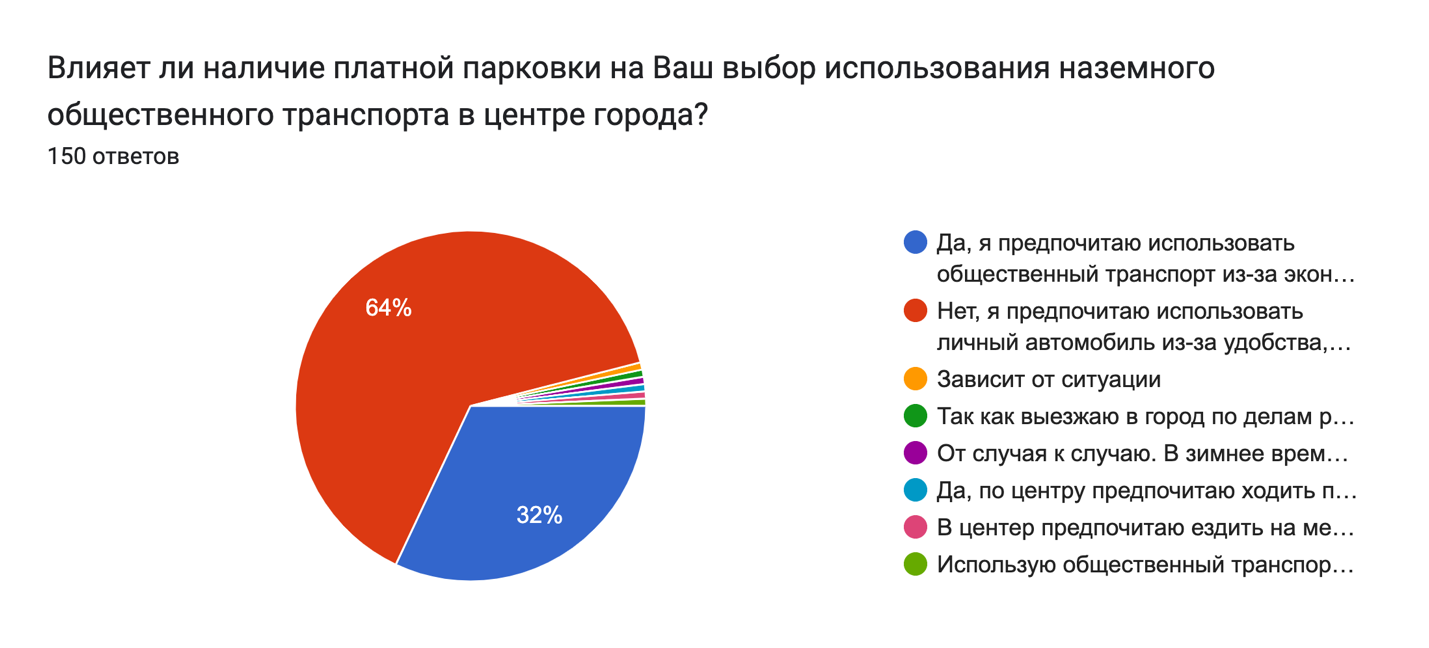 Влияет ли наличие платной парковки на Ваш выбор использования наземного
общественного транспорта в центре города?
150 ответов
64%
32%
Да, я предпочитаю использовать
общественный транспорт из-за экон...
Нет, я предпочитаю использовать
личный автомобиль из-за удобства,...
Зависит от ситуации
Так как выезжаю в город по делам р...
От случая к случаю. В зимнее врем...
Да, по центру предпочитаю ходить п...
В центер предпочитаю ездить на ме...
Использую общественный транспор...